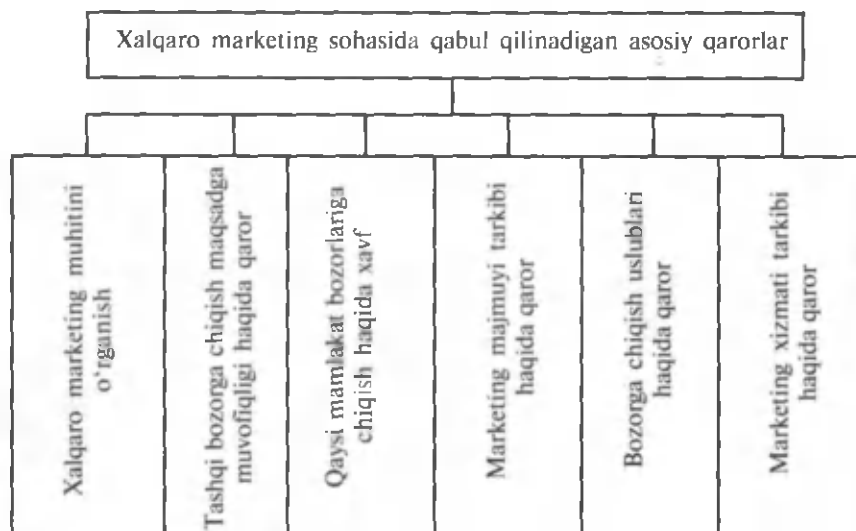 Xalqaro marketing sohasida qabul qilinadigan asosiy qarorlar
Xalqaro marketing muhitini
o'rganish
Tashqi bozorga chiqish maqsadga
muvofiqligi haqida qaror
Qaysi mamlakat bozorlariga
chiqish haqida xavf
Marketing majmuyi tarkibi
haqida qaror
Bozorga chiqish uslublari
haqida qaror
Marketing xizmati tarkibi
haqida qaror